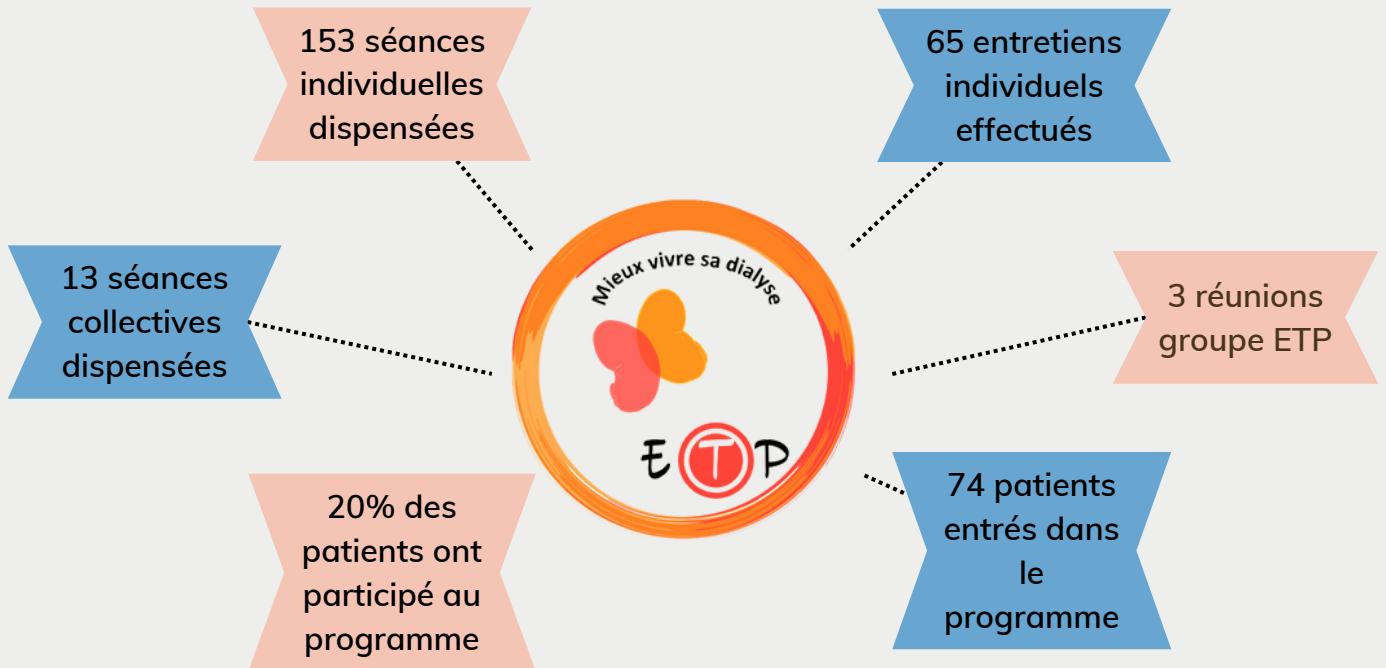 153 séances
individuelles
dispensées
65 entretiens
individuels
effectués
13 séances
collectives
dispensées
Mieux vivre sa dialyse
3 réunions
groupe ETP
ETP
20% des
patients ont
participé au
programme
74 patients
entrés dans
le
programme